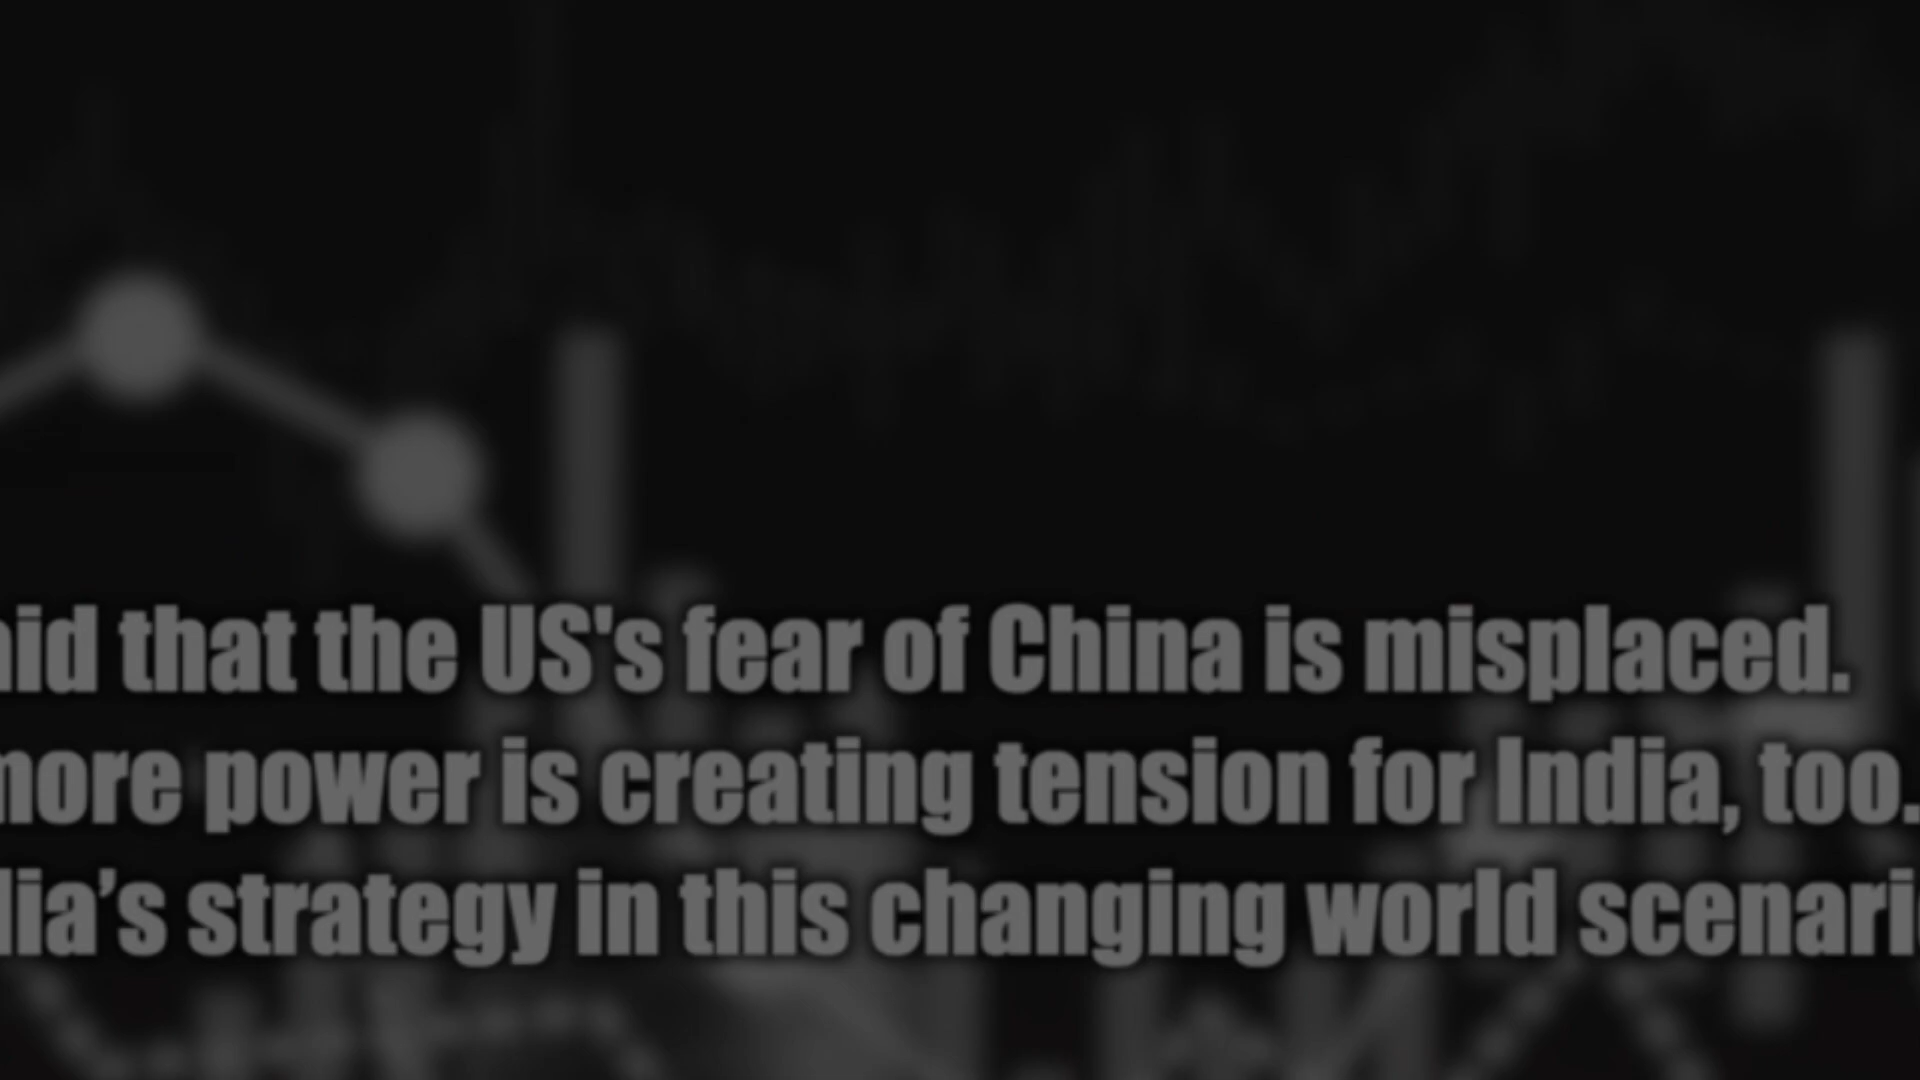 that the US's fear of China is misplaced.
power is creating tension for India, too.
strategy in this changing world